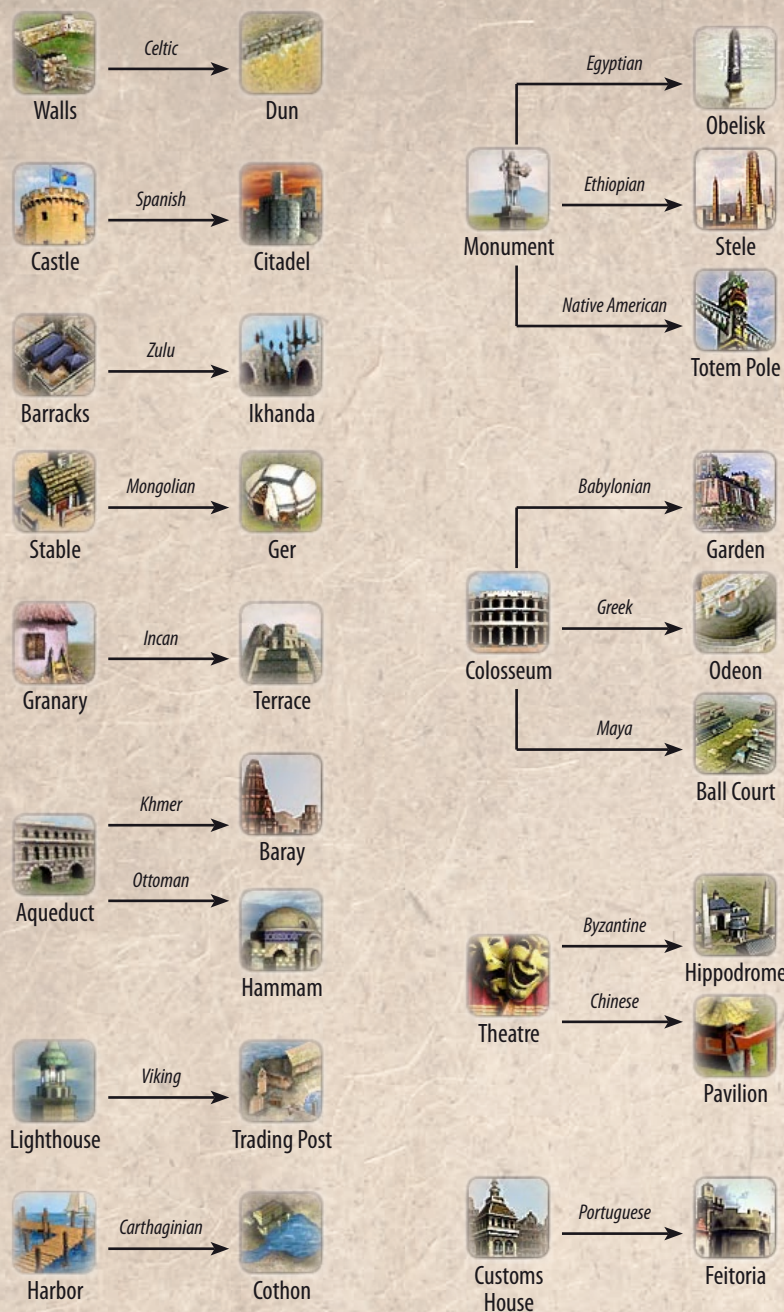 Celtic
Walls
Dun
Spanish
Castle
Citadel
Zulu
Barracks
Ikhanda
Mongolian
Stable
Ger
Incan
Granary
Terrace
Khmer
Baray
Ottoman
Aqueduct
Hammam
Viking
Lighthouse
Trading Post
Carthaginian
Harbor
Cothon
Egyptian
Obelisk
Ethiopian
Monument
Stele
Native American
Totem Pole
Babylonian
Garden
Greek
Colosseum
Odeon
Maya
Ball Court
Byzantine
Hippodrome
Chinese
Theatre
Pavilion
Portuguese
Customs
House
Feitoria